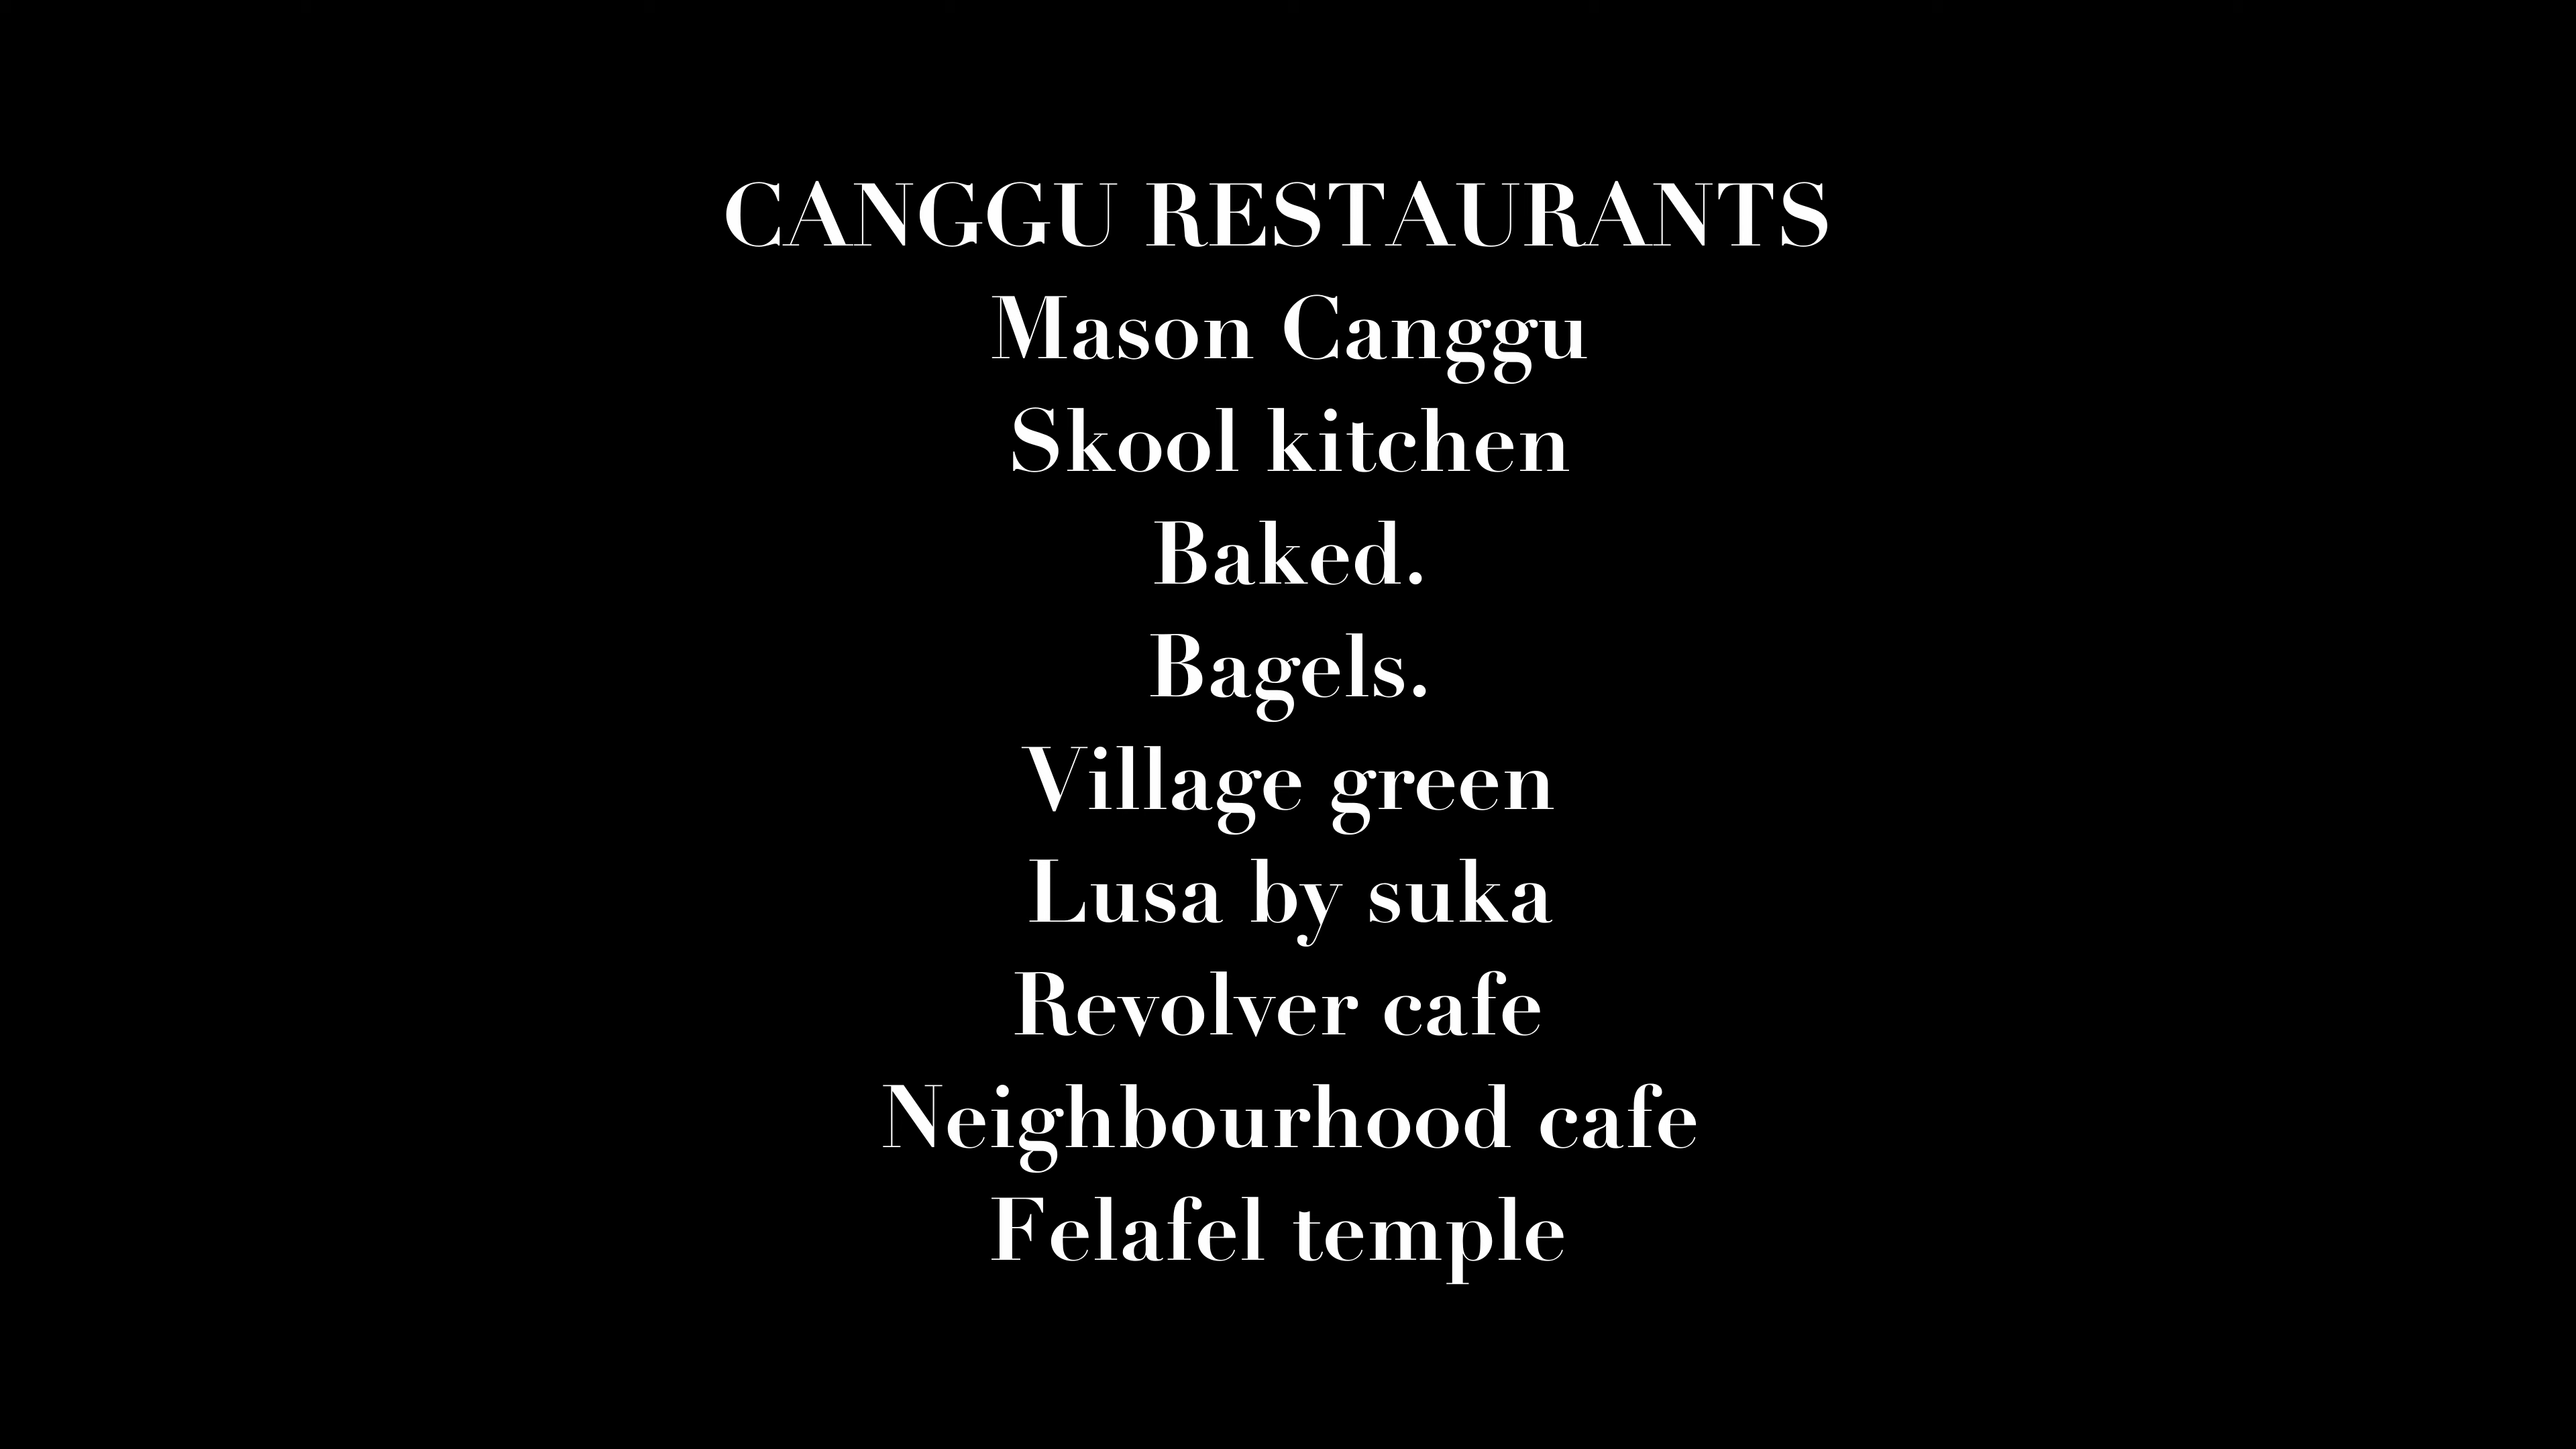 CANGGU RESTAURANTS
Mason Canggu
Skool kitchen
Baked.
Bagels.
Village green
Lusa by suka
Revolver cafe
Neighbourhood cafe
Felafel temple